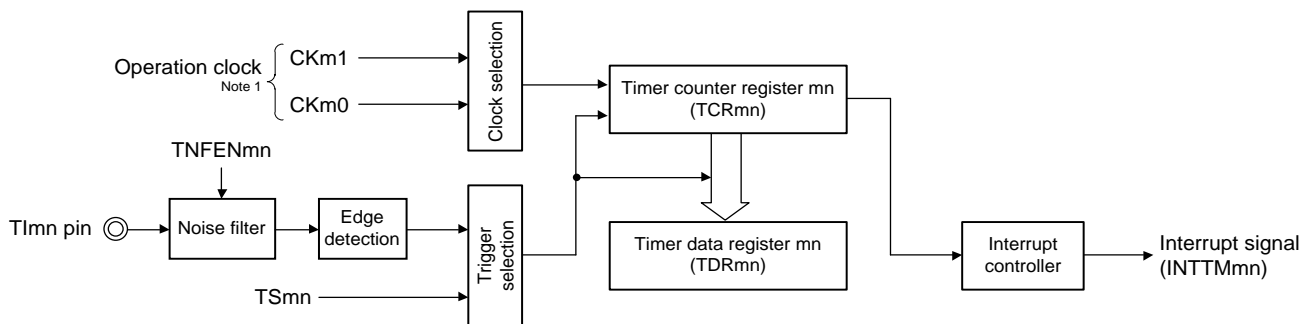 Operation clock
Note 1
CKm1
CKm0
Clock selection
Timer counter register mn
(TCRmn)
TNFENmn
TImn pin
Noise filter
Edge
detection
TSmn
Trigger
selection
Timer data register mn
(TDRmn)
Interrupt
controller
Interrupt signal
(INTTMmn)